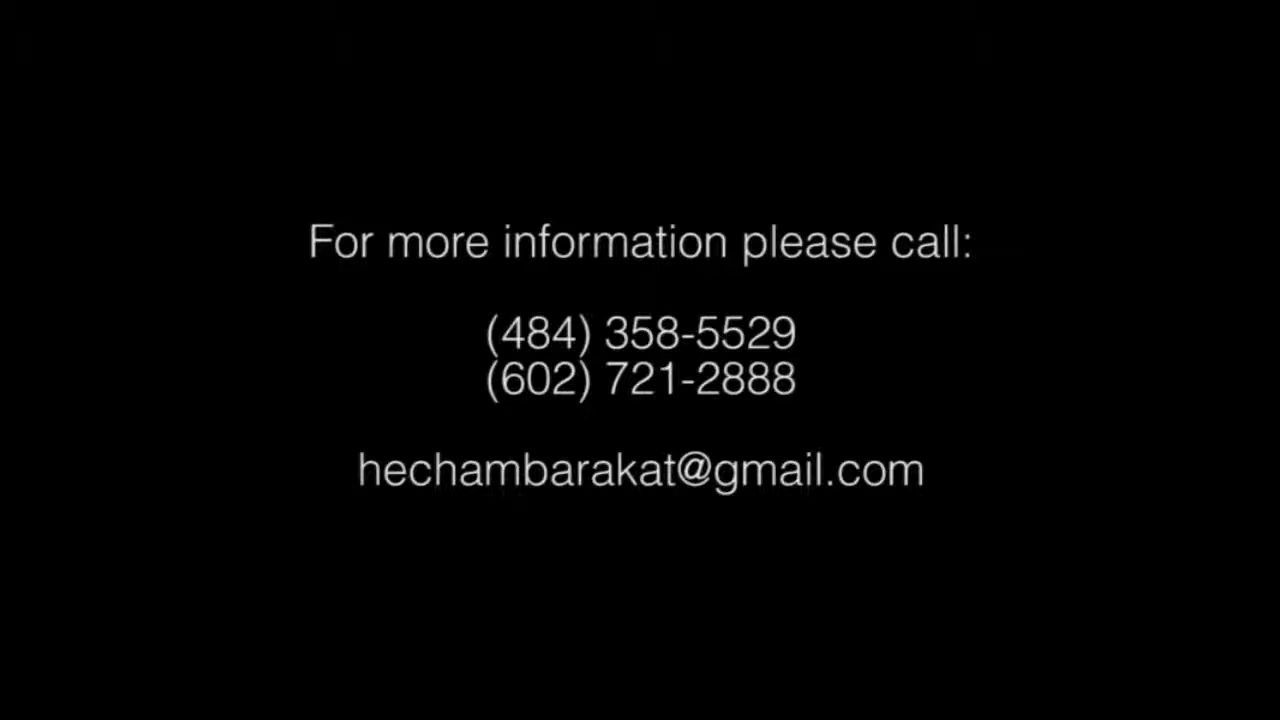 For more information please call:
(484) 358-5529
(602) 721-2888
hechambarakat@gmail.com